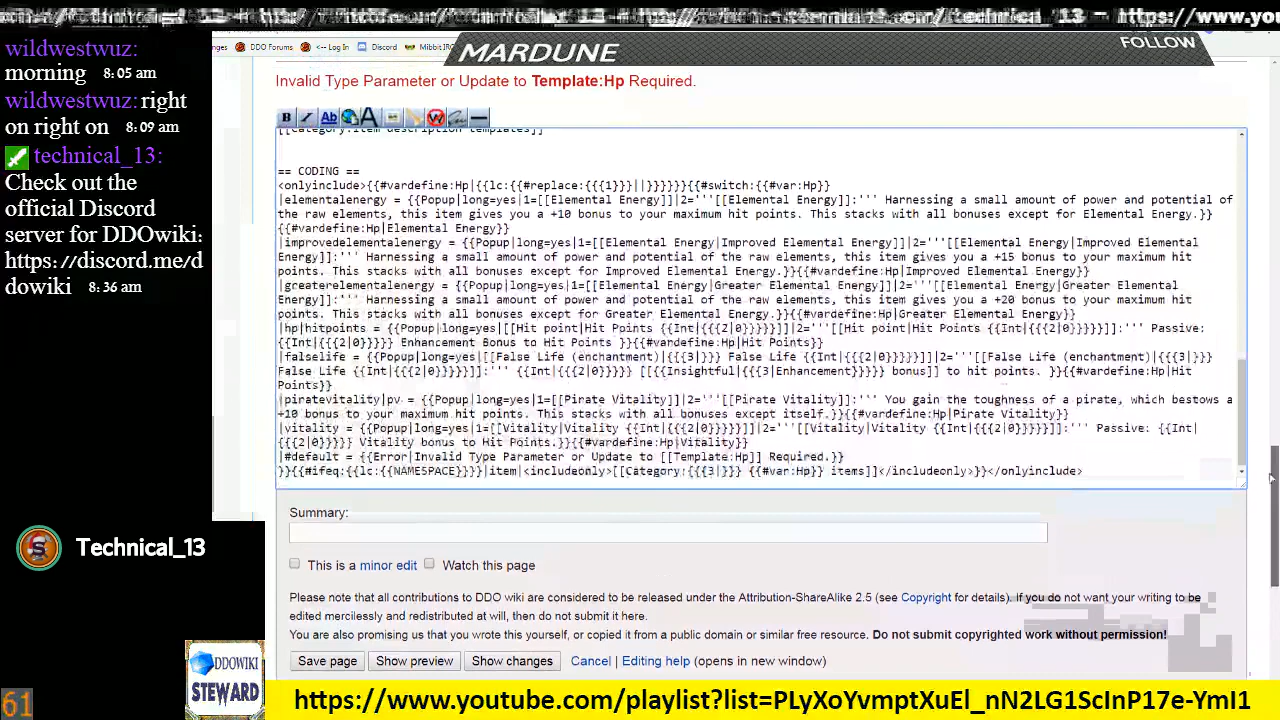 MARDUNE
FOLLOW
DDO Forums
<-- Log In
Discord
Mibbit
wildwestwuz:
morning 8:05 am
wildwestwuz: right
on right on 8:09 am
technical_13:
Check out the
official Discord
server for DDOwiki:
https://discord.me/d
dowiki 8:36 am
Invalid Type Parameter or Update to Template:Hp Required.
[[Category:Item description templates]]
== CODING ==
<onlyinclude>{{#vardefine:Hp|{{lc:{{#replace:{{{1}}}||}}}}}}{{#switch:{{#var:Hp}}
|elementalenergy = {{Popup|long=yes|1=[[Elemental Energy]]|2='''[[Elemental Energy]]:''' Harnessing a small amount of power and potential of
the raw elements, this item gives you a +10 bonus to your maximum hit points. This stacks with all bonuses except for Elemental Energy.}}
{{#vardefine:Hp|Elemental Energy}}
|improvedelementalenergy = {{Popup|long=yes|1=[[Elemental Energy|Improved Elemental Energy]]|2='''[[Elemental Energy|Improved Elemental
Energy]]:''' Harnessing a small amount of power and potential of the raw elements, this item gives you a +15 bonus to your maximum hit
points. This stacks with all bonuses except for Improved Elemental Energy.}}{{#vardefine:Hp|Improved Elemental Energy}}
|greaterelementalenergy = {{Popup|long=yes|1=[[Elemental Energy|Greater Elemental Energy]]|2='''[[Elemental Energy|Greater Elemental
Energy]]:''' Harnessing a small amount of power and potential of the raw elements, this item gives you a +20 bonus to your maximum hit
points. This stacks with all bonuses except for Greater Elemental Energy.}}{{#vardefine:Hp|Greater Elemental Energy}}
|hp|hitpoints = {{Popup|long=yes|[[Hit point|Hit Points {{Int|{{{2|0}}}}}]]|2='''[[Hit point|Hit Points {{Int|{{{2|0}}}}}]]:''' Passive:
{{Int|{{{2|0}}}}} Enhancement Bonus to Hit Points }}{{#vardefine:Hp|Hit Points}}
|falselife = {{Popup|long=yes|[[False Life (enchantment)|{{{3|}}} False Life {{Int|{{{2|0}}}}}]]|2='''[[False Life (enchantment)|{{{3|}}}
False Life {{Int|{{{2|0}}}}}]]:''' {{Int|{{{2|0}}}}} [[{{Insightful|{{{3|Enhancement}}}}} bonus]] to hit points. }}{{#vardefine:Hp|Hit
Points}}
|piratevitality|pv = {{Popup|long=yes|1=[[Pirate Vitality]]|2='''[[Pirate Vitality]]:''' You gain the toughness of a pirate, which bestows a
+10 bonus to your maximum hit points. This stacks with all bonuses except itself.}}{{#vardefine:Hp|Pirate Vitality}}
|vitality = {{Popup|long=yes|1=[[Vitality|Vitality {{Int|{{{2|0}}}}}]]|2='''[[Vitality|Vitality {{Int|{{{2|0}}}}}]]:''' Passive: {{Int|
{{{2|0}}}}} Vitality bonus to Hit Points.}}{{#vardefine:Hp|Vitality}}
|#default = {{Error|Invalid Type Parameter or Update to [[Template:Hp]] Required.}}
}}{{#ifeq:{{lc:{{NAMESPACE}}}}|item|<includeonly>[[Category:{{{3|}}} {{#var:Hp}} items]]</includeonly>}}</onlyinclude>
Summary:
This is a minor edit Watch this page
Please note that all contributions to DDO wiki are considered to be released under the Attribution-ShareAlike 2.5 (see Copyright for details). If you do not want your writing to be
edited mercilessly and redistributed at will, then do not submit it here.
You are also promising us that you wrote this yourself, or copied it from a public domain or similar free resource. Do not submit copyrighted work without permission!
Save page Show preview Show changes Cancel | Editing help (opens in new window)
Technical_13
DDOWIKI
STEWARD
61
https://www.youtube.com/playlist?list=PLyXoYvmptXuEl_nN2LG1ScInP17e-YmI1